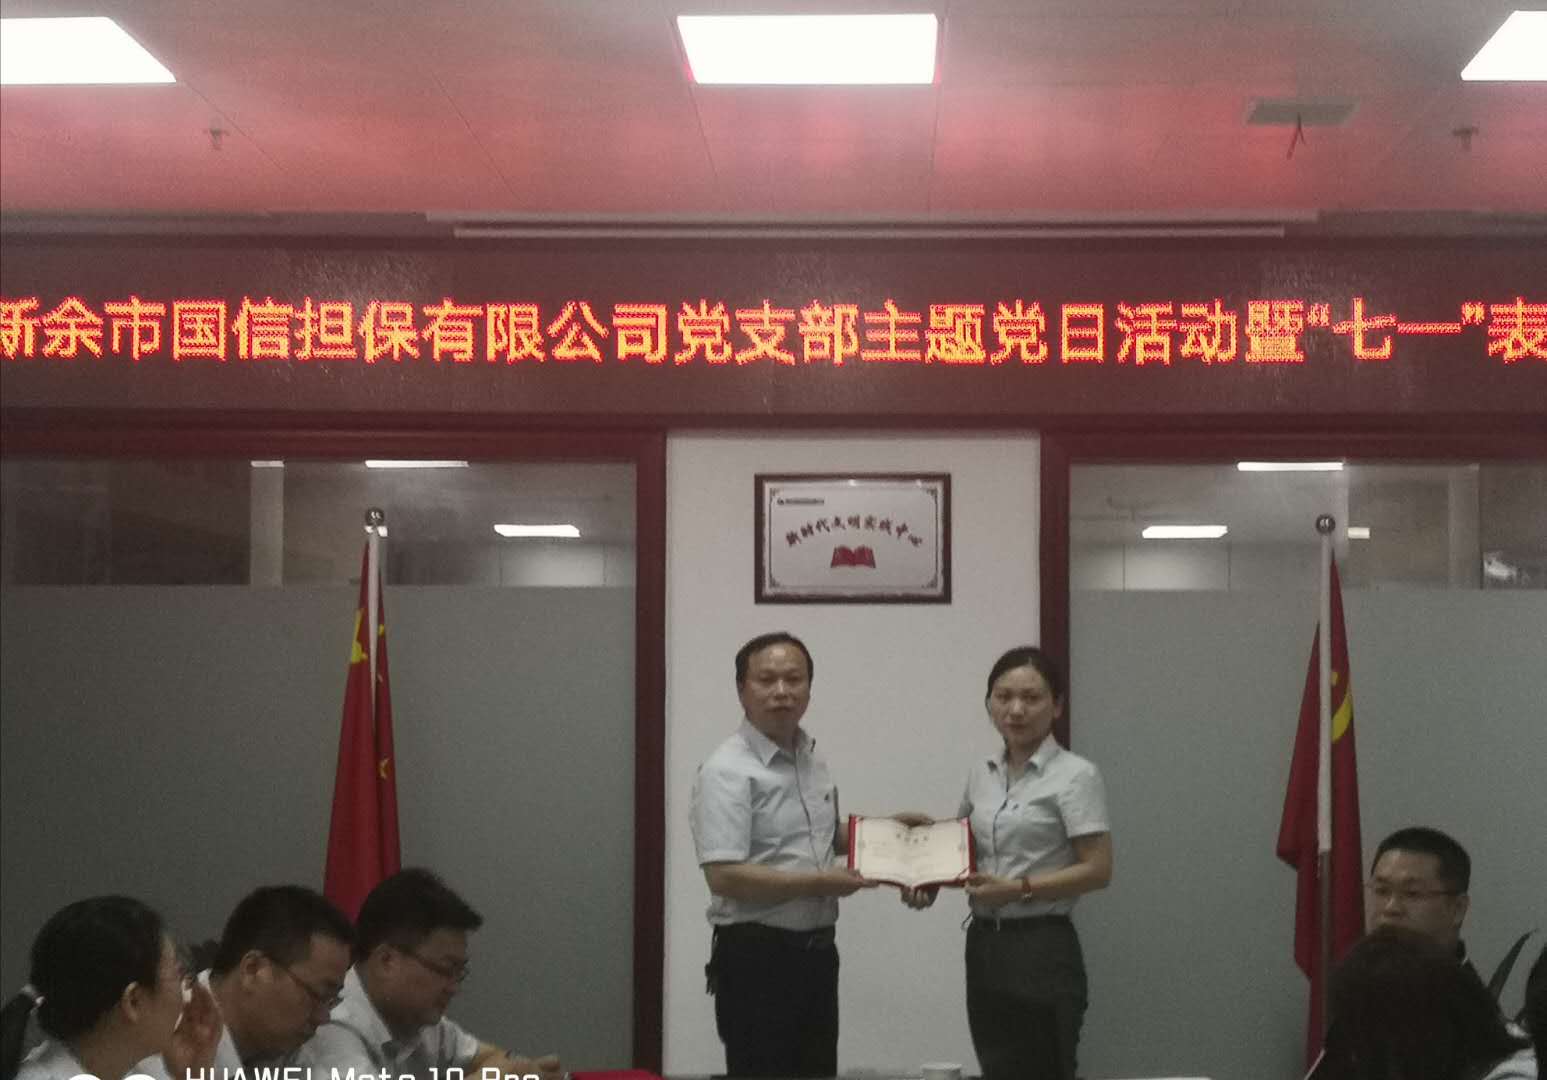 新余市国信担保有限公司党支部主题党日活动暨“七一”表
新时代文明实践中心
HUAWEI Mate 10 Pro